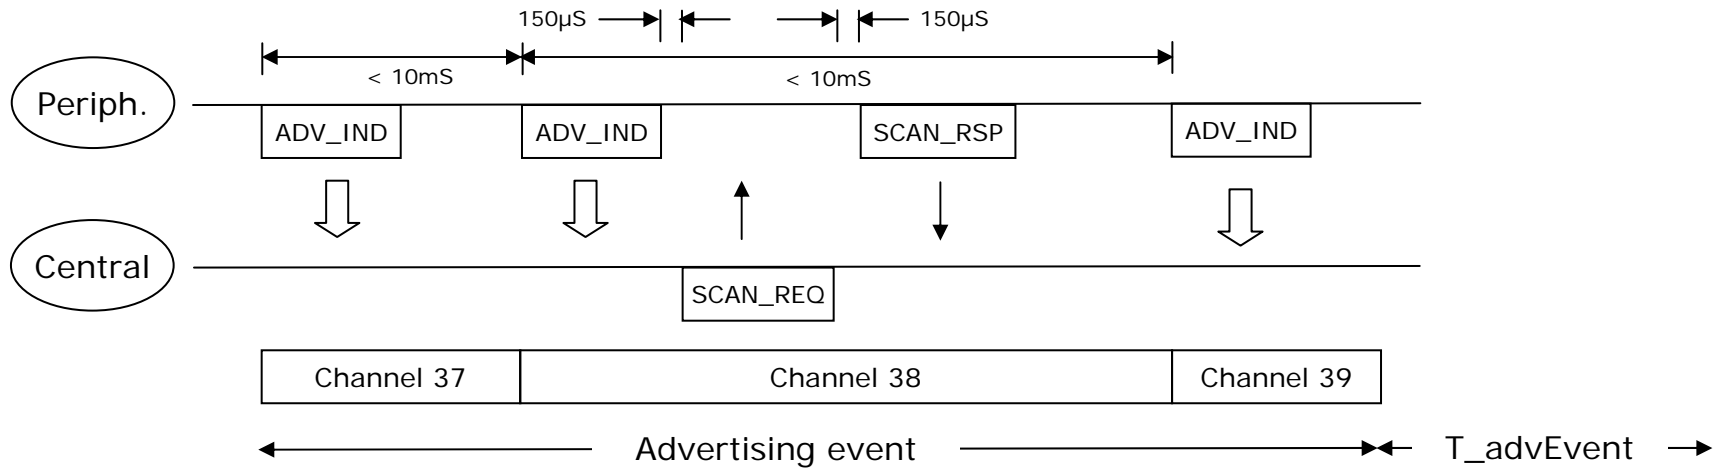 150µS
150µS
< 10mS
< 10mS
Periph.
ADV_IND
ADV_IND
SCAN_RSP
ADV_IND
Central
SCAN_REQ
Channel 37
Channel 38
Channel 39
Advertising event
T_advEvent